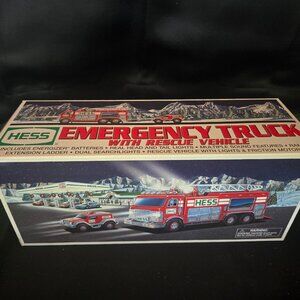 HESS
EMERGENCY TRUCK
WITH RESCUE VEHICLE
INCLUDES ENERGIZER BATTERIES • REAL HEAD AND TAIL LIGHTS • MULTIPLE SOUND FEATURES •
EXTENSION LADDER • DUAL SEARCHLIGHTS • RESCUE VEHICLE WITH LIGHTS & FRICTION MOTOR
HESS
WARNING: